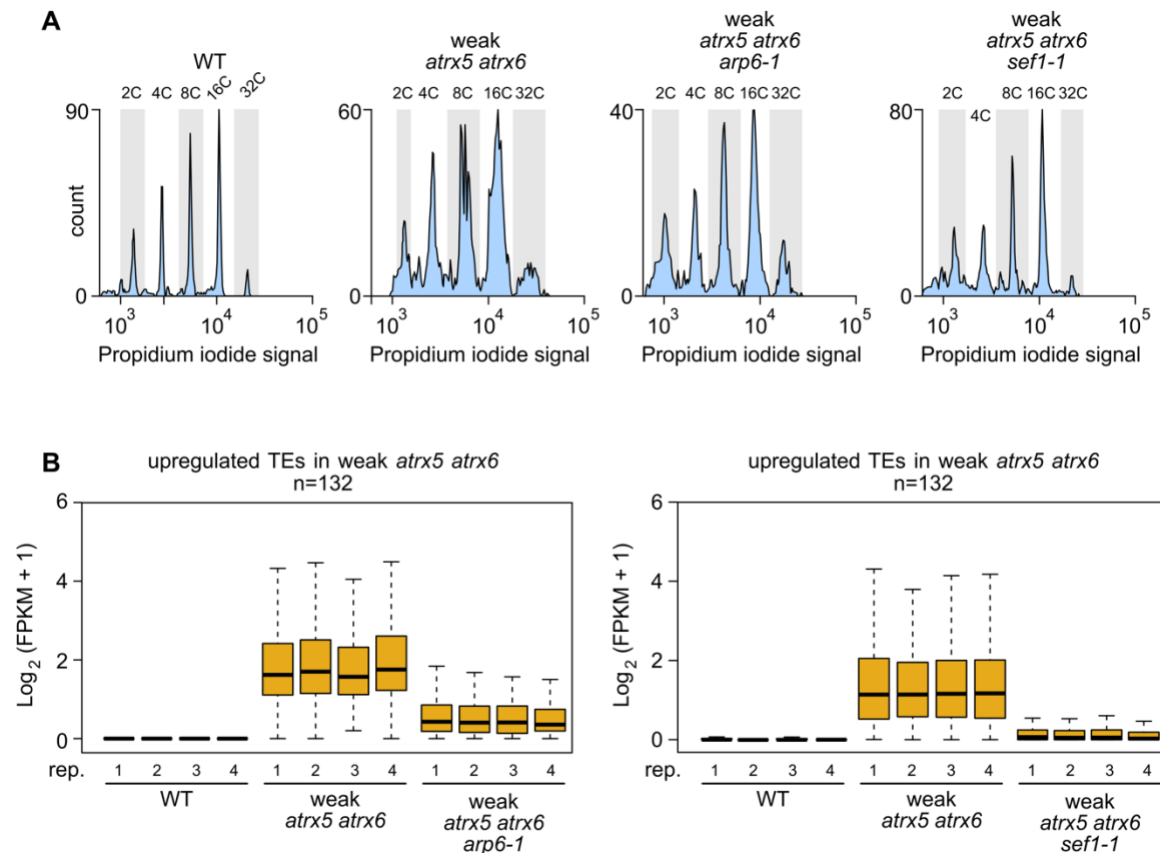 A
WT
weak
atrx5 atrx6
weak
atrx5 atrx6
arp6-1
weak
atrx5 atrx6
sef1-1
2C 4C 8C 16C 32C
2C 4C 8C 16C 32C
2C 4C 8C 16C 32C
2C 4C 8C 16C 32C
90
0
count
60
0
40
0
80
0
10³ 10⁴ 10⁵
10³ 10⁴ 10⁵
10³ 10⁴ 10⁵
10³ 10⁴ 10⁵
Propidium iodide signal
Propidium iodide signal
Propidium iodide signal
Propidium iodide signal
B
upregulated TEs in weak atrx5 atrx6
n=132
Log₂ (FPKM + 1)
6
4
2
0
rep. 1 2 3 4 1 2 3 4 1 2 3 4
WT
weak
atrx5 atrx6
weak
atrx5 atrx6
arp6-1
upregulated TEs in weak atrx5 atrx6
n=132
Log₂ (FPKM + 1)
6
4
2
0
rep. 1 2 3 4 1 2 3 4 1 2 3 4
WT
weak
atrx5 atrx6
weak
atrx5 atrx6
sef1-1